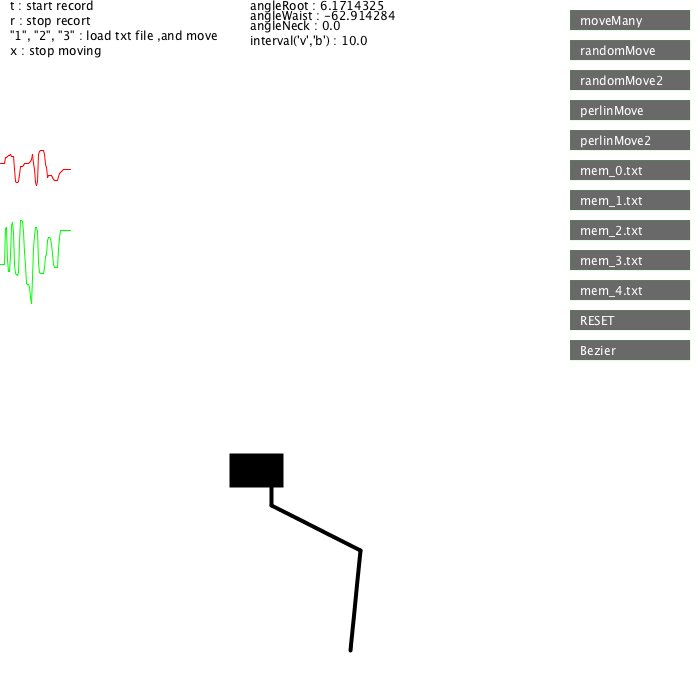 t : start record
r : stop recort
"1", "2", "3" : load txt file ,and move
x : stop moving
angleRoot : 6.1714325
angleWaist : -62.914284
angleNeck : 0.0
interval('v','b') : 10.0
moveMany
randomMove
randomMove2
perlinMove
perlinMove2
mem_0.txt
mem_1.txt
mem_2.txt
mem_3.txt
mem_4.txt
RESET
Bezier